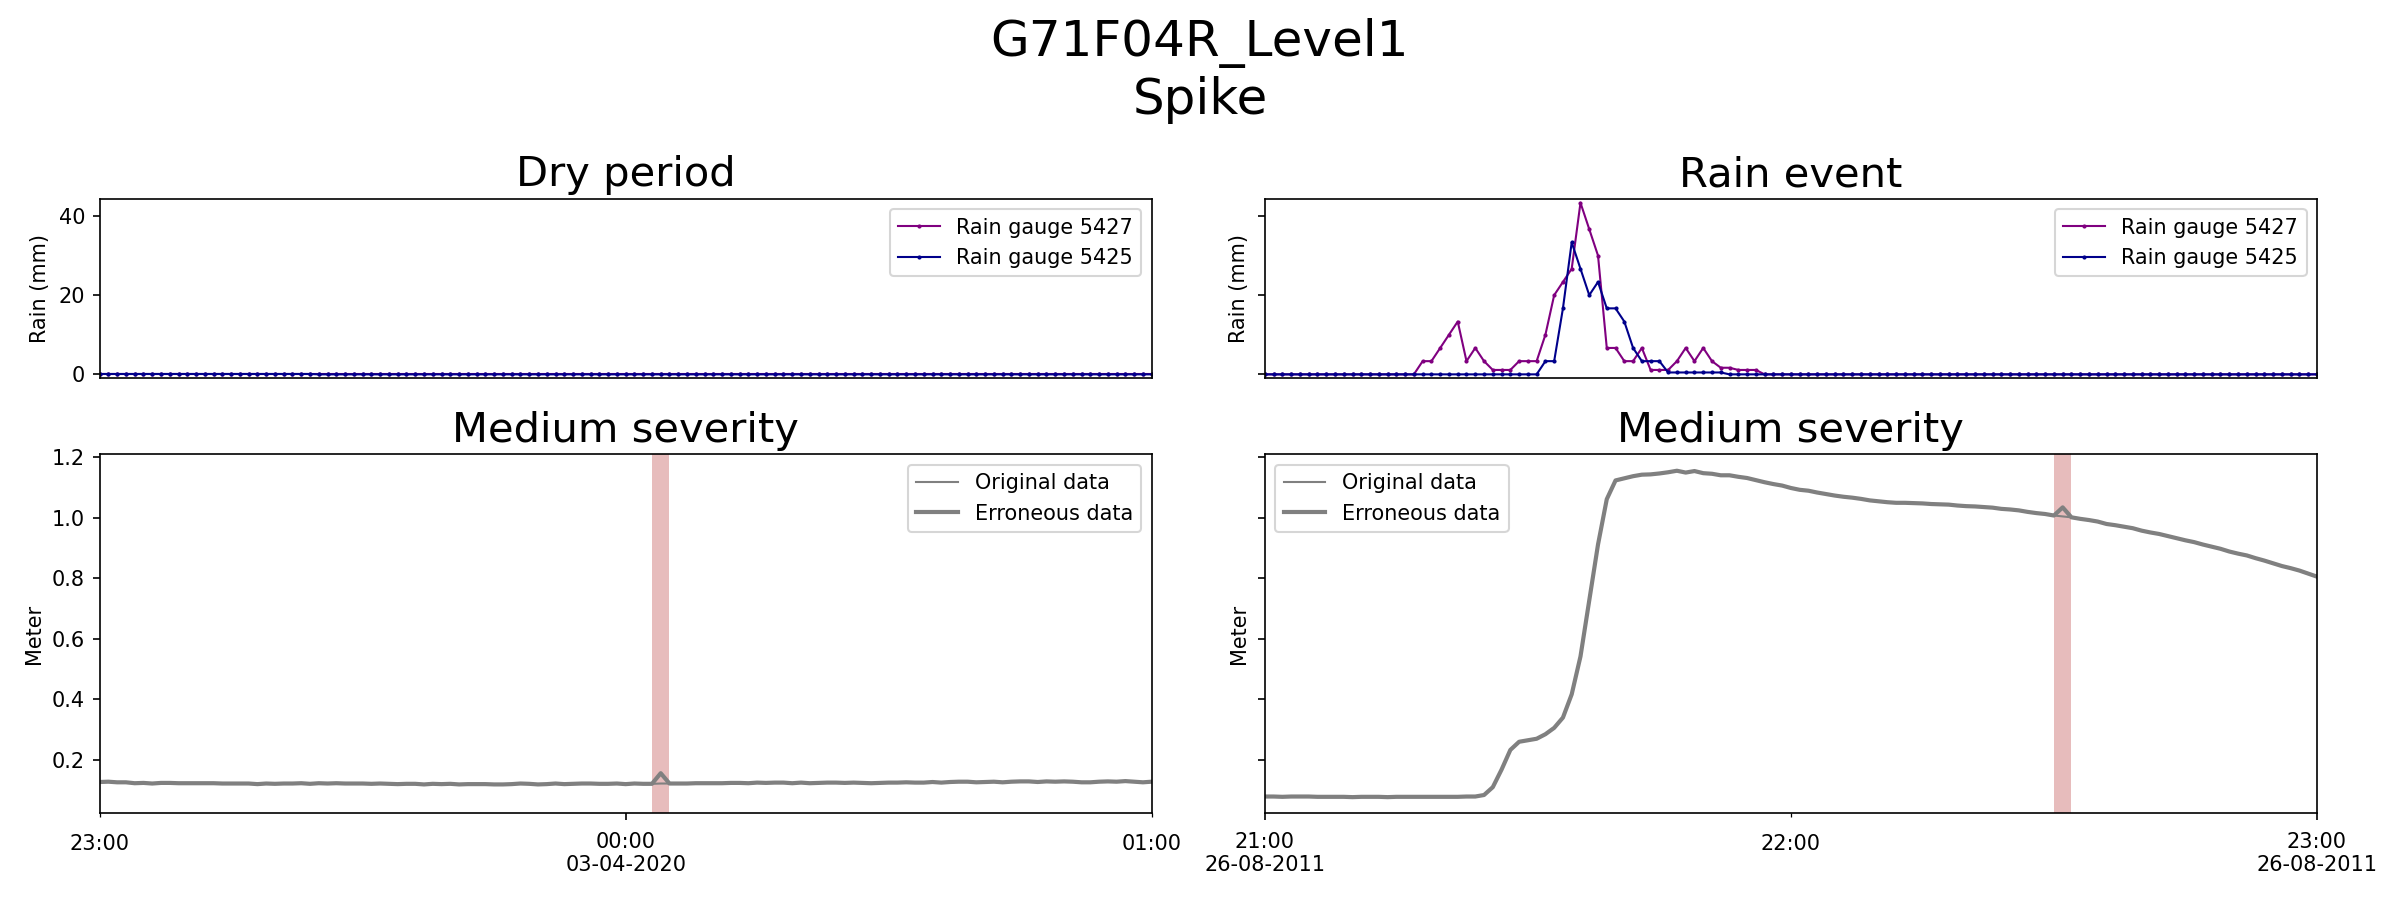 G71F04R_Level1
Spike
Dry period
Rain event
40
20
0
Rain (mm)
Rain gauge 5427
Rain gauge 5425
Rain (mm)
Rain gauge 5427
Rain gauge 5425
Medium severity
Medium severity
1.2
1.0
0.8
0.6
0.4
0.2
Meter
Original data
Erroneous data
Meter
Original data
Erroneous data
23:00
00:00
03-04-2020
01:00
21:00
26-08-2011
22:00
23:00
26-08-2011